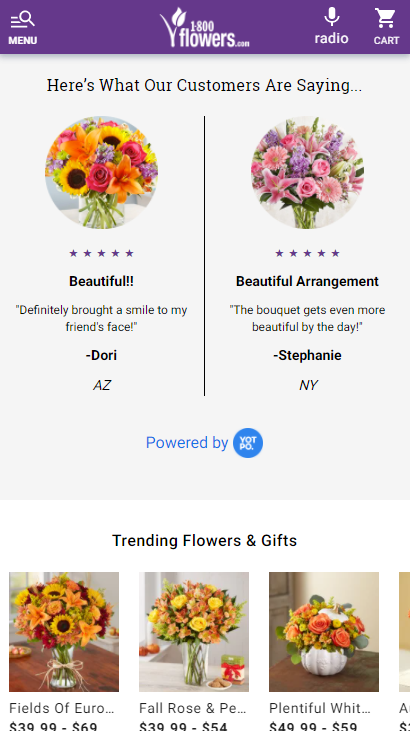 MENU
1-800
flowers.com
radio
CART
Here's What Our Customers Are Saying...
★ ★ ★ ★ ★
Beautiful!!
"Definitely brought a smile to my
friend's face!"
-Dori
AZ
★ ★ ★ ★ ★
Beautiful Arrangement
"The bouquet gets even more
beautiful by the day!"
-Stephanie
NY
Powered by YOTPO.
Trending Flowers & Gifts
Fields Of Euro...
$39.99 - $69
Fall Rose & Pe...
$39.99 - $54
Plentiful Whit...
$49.99 - $59